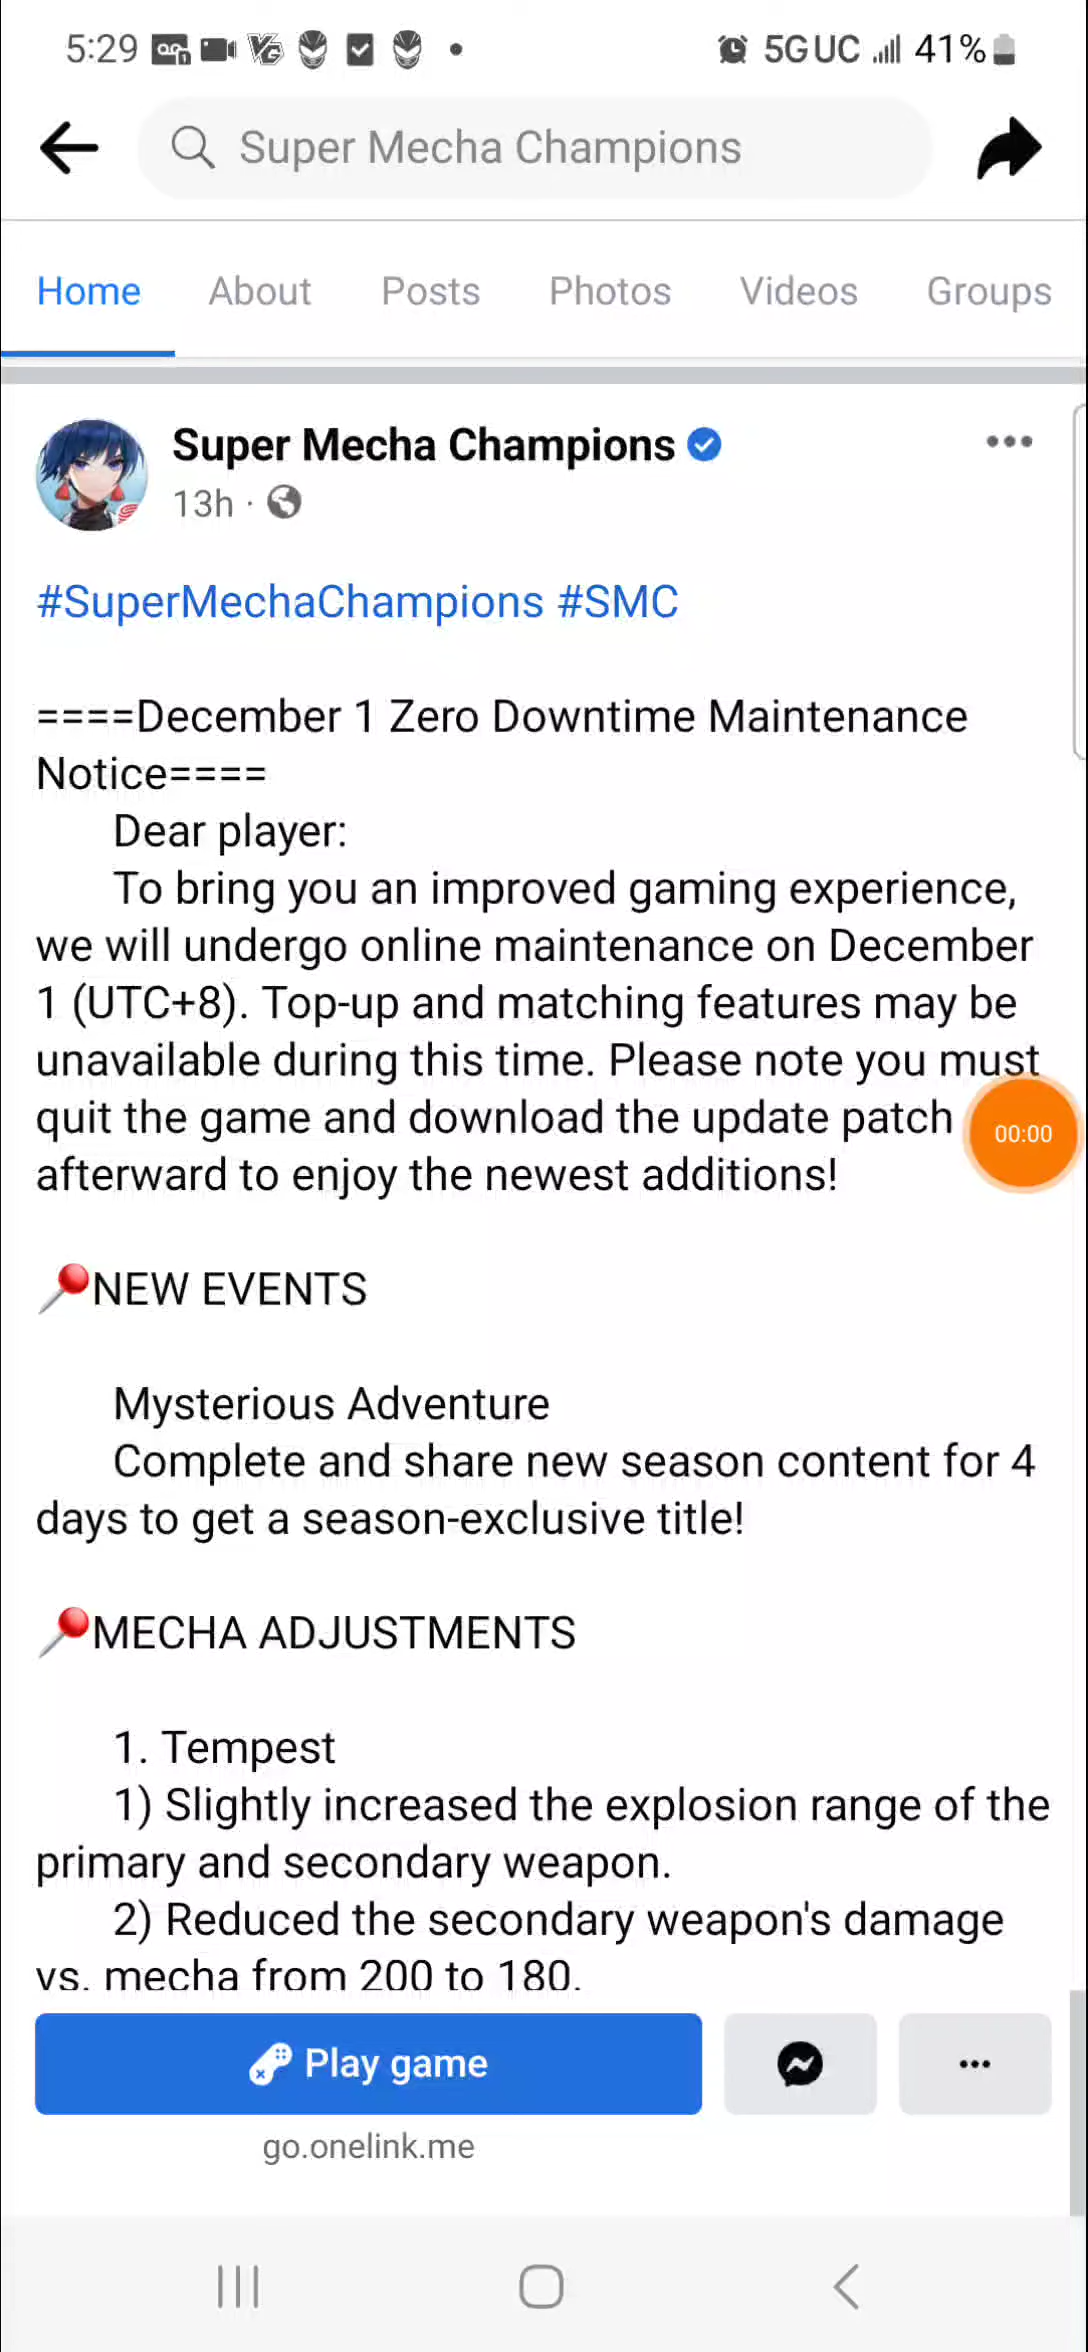 5:29
5G UC 41%
Super Mecha Champions
Home About Posts Photos Videos Groups
Super Mecha Champions
13h ·
#SuperMechaChampions #SMC
====December 1 Zero Downtime Maintenance
Notice====
Dear player:
To bring you an improved gaming experience,
we will undergo online maintenance on December
1 (UTC+8). Top-up and matching features may be
unavailable during this time. Please note you must
quit the game and download the update patch
00:00
afterward to enjoy the newest additions!
NEW EVENTS
Mysterious Adventure
Complete and share new season content for 4
days to get a season-exclusive title!
MECHA ADJUSTMENTS
1. Tempest
1) Slightly increased the explosion range of the
primary and secondary weapon.
2) Reduced the secondary weapon's damage
vs. mecha from 200 to 180.
Play game
go.onelink.me